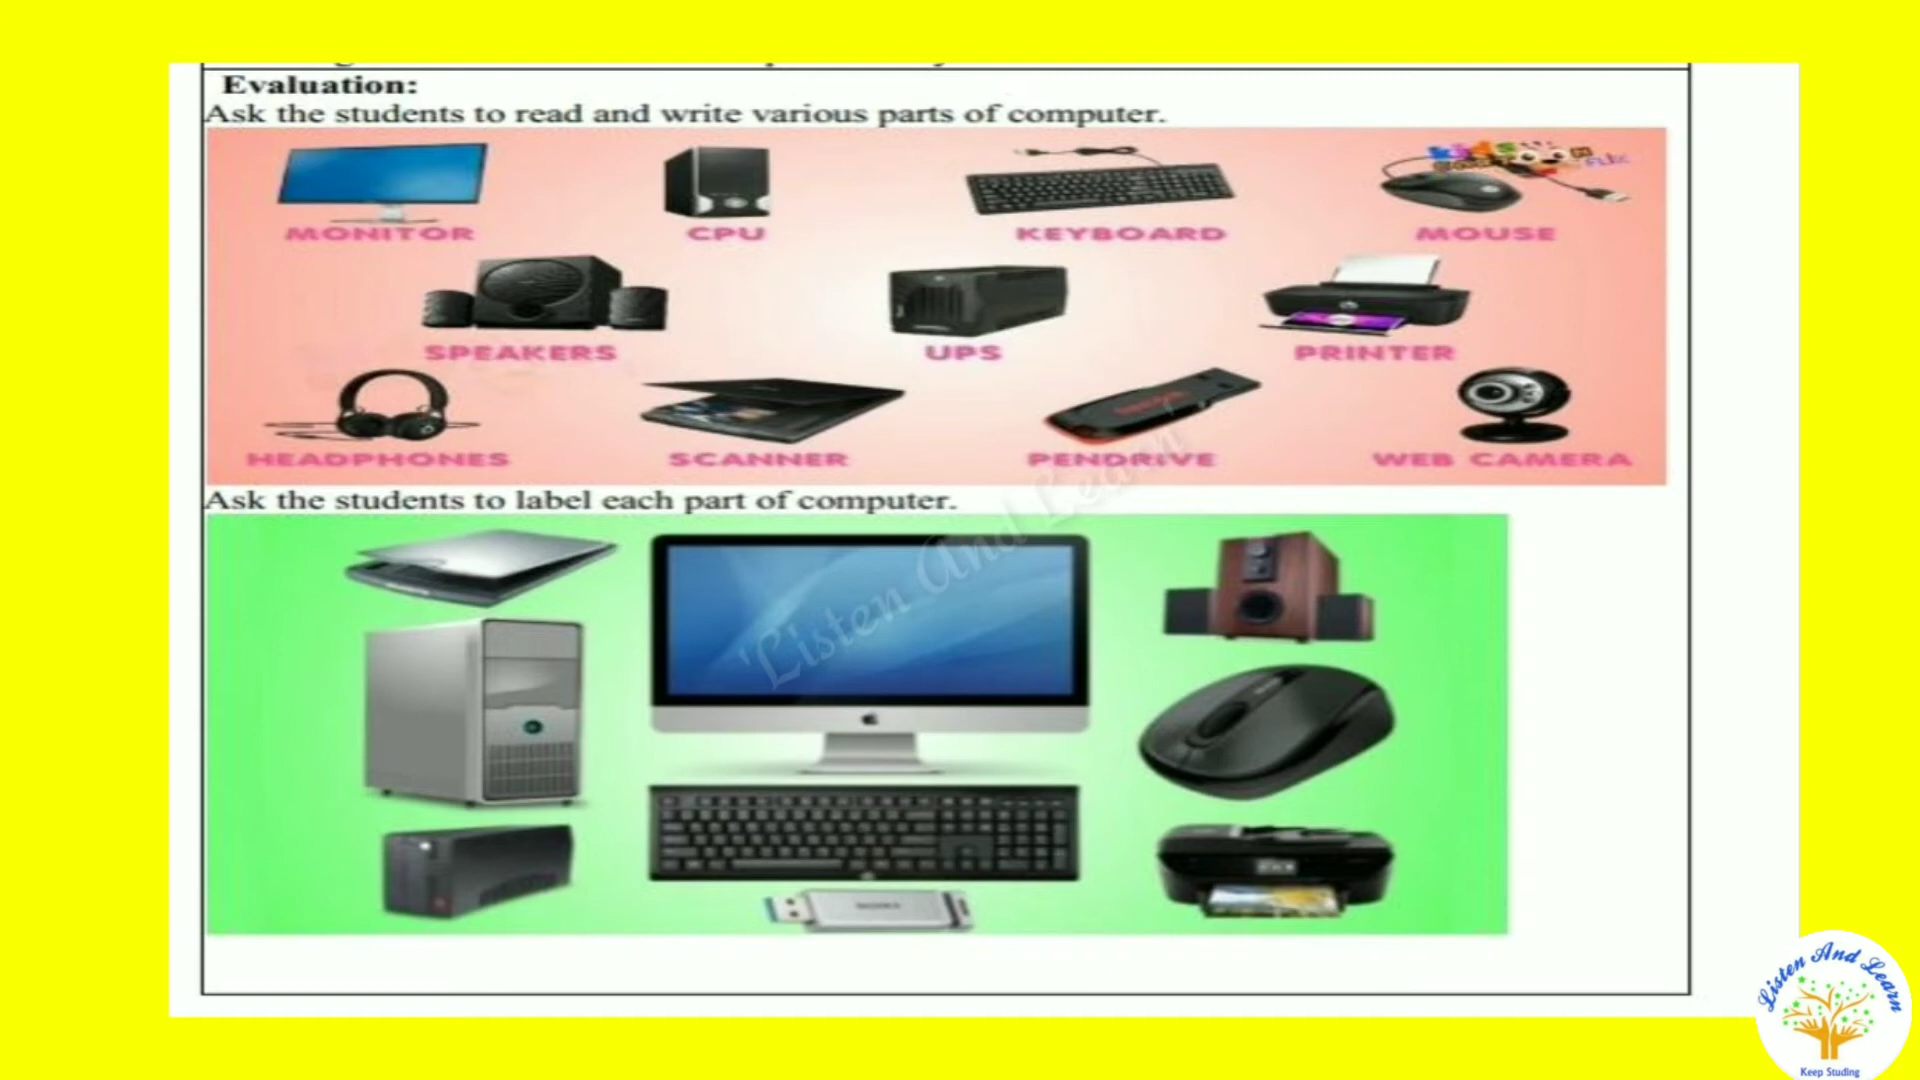 Evaluation:
Ask the students to read and write various parts of computer.
MONITOR CPU KEYBOARD MOUSE
SPEAKERS UPS PRINTER
HEADPHONES SCANNER PENDRIVE WEB CAMERA
Ask the students to label each part of computer.
'Listen And Learn'
Listen And Learn
Keep Studing